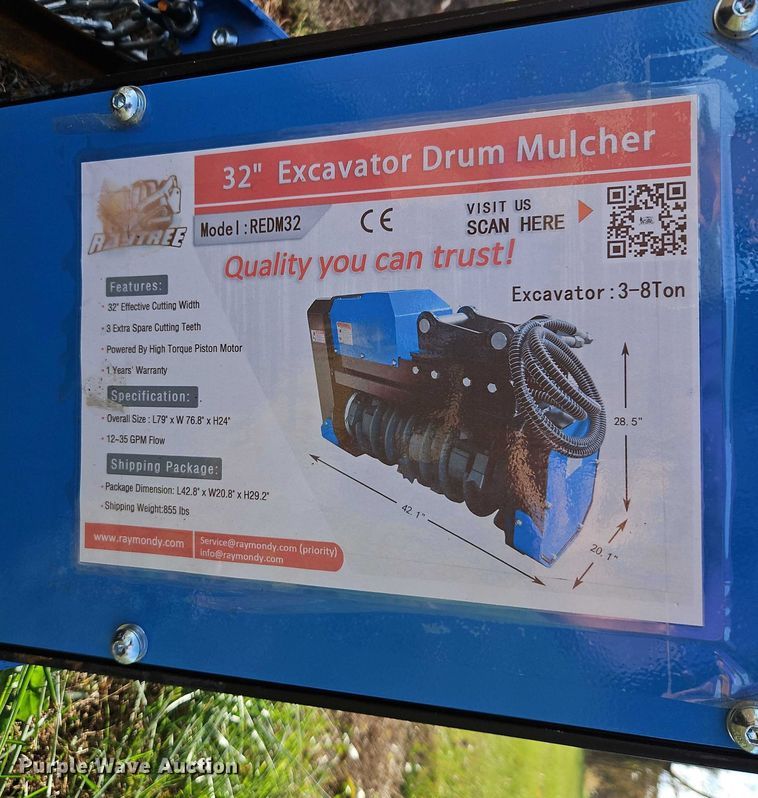 32" Excavator Drum Mulcher
RAYTREE
Model:REDM32
CE
VISIT US
SCAN HERE
Quality you can trust!
Excavator:3-8Ton
Features:
· 32" Effective Cutting Width
· 3 Extra Spare Cutting Teeth
· Powered By High Torque Piston Motor
· 1 Years' Warranty
Specification:
· Overall Size : L79" x W 76.8" x H24"
· 12-35 GPM Flow
Shipping Package:
· Package Dimension: L42.8" x W20.8" x H29.2"
· Shipping Weight:855 lbs
28.5"
42.1"
20.1"
www.raymondy.com
Service@raymondy.com (priority)
info@raymondy.com
Purple Wave Auction